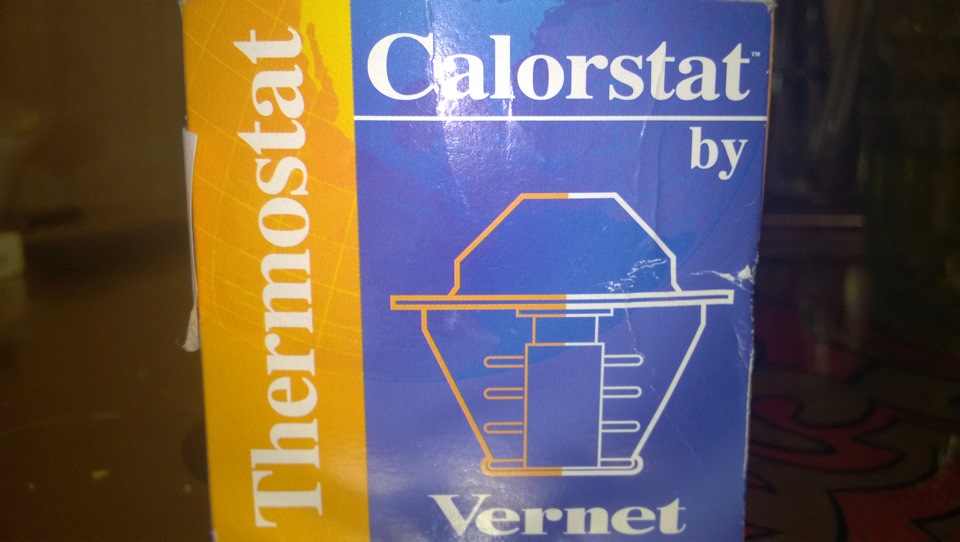 Thermostat
Calorstat™
by
Vernet